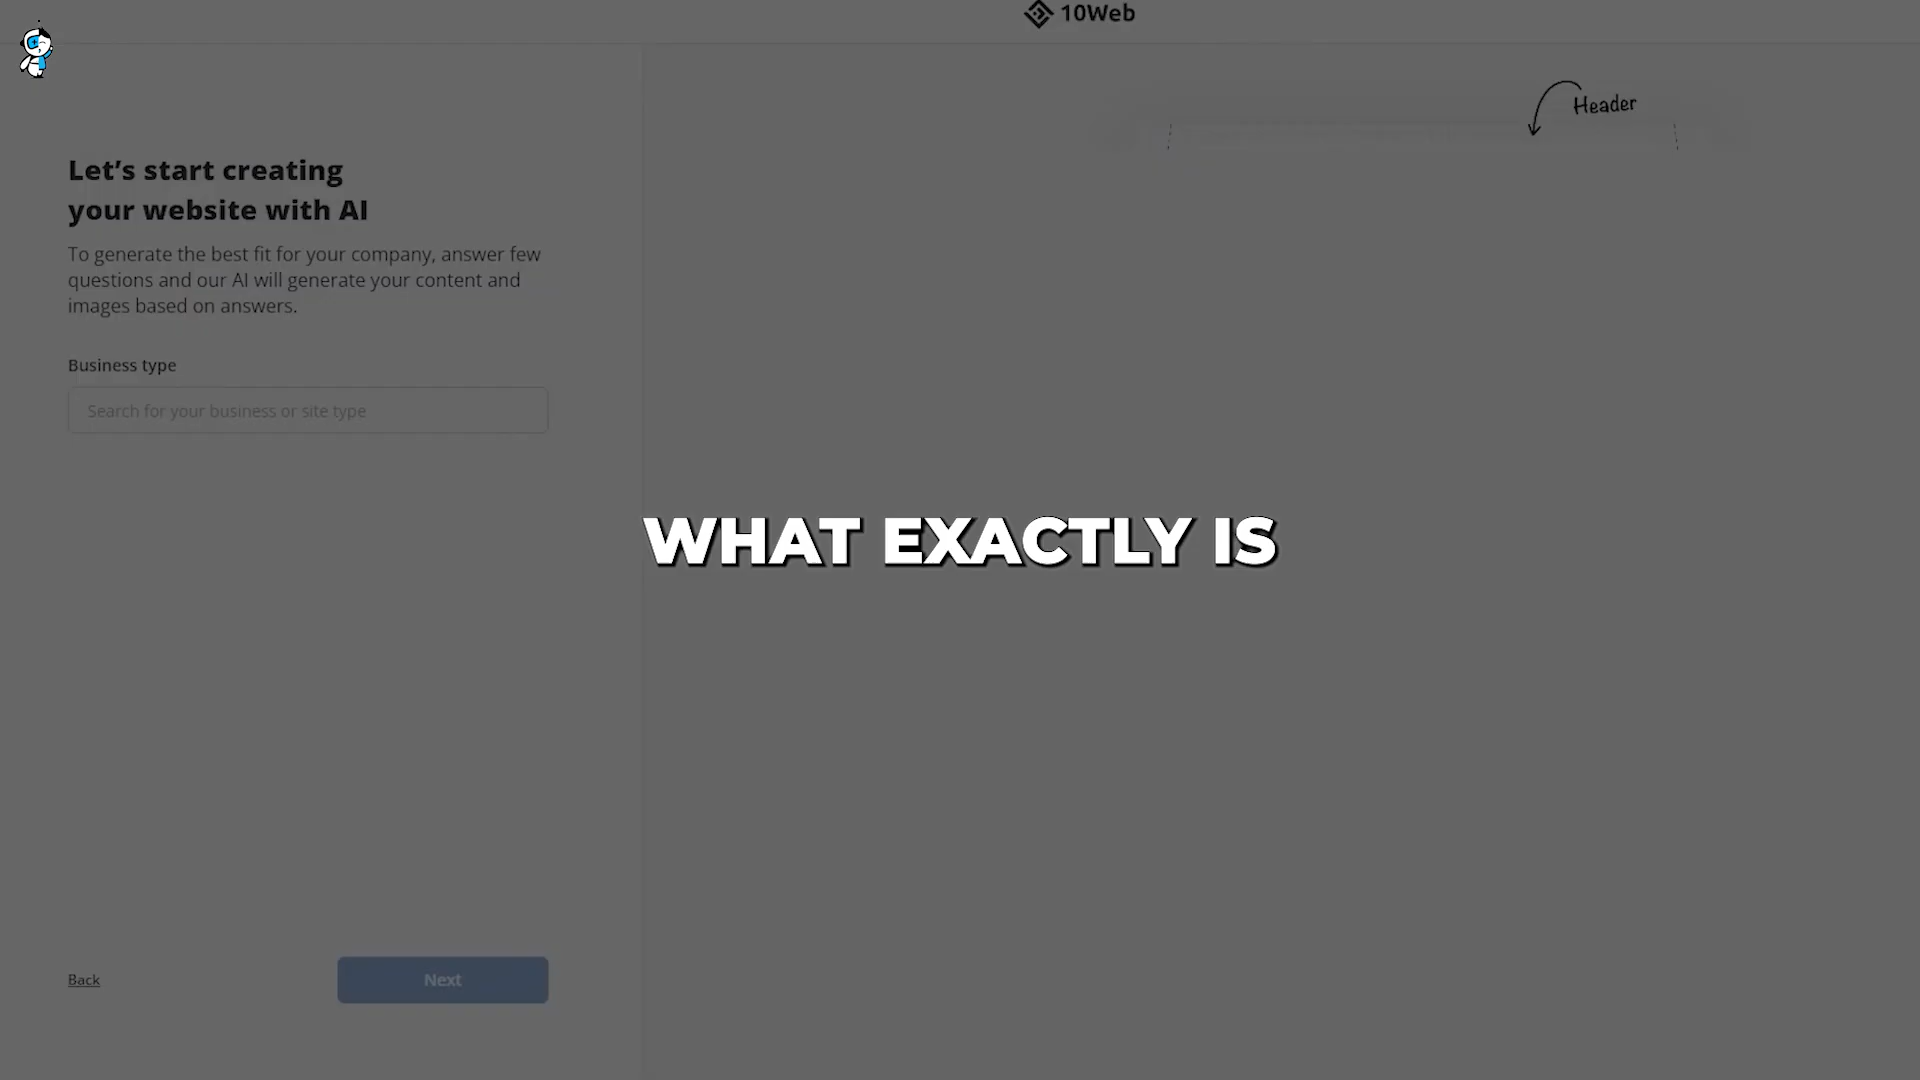 10Web
Header
Let’s start creating
your website with AI
To generate the best fit for your company, answer few
questions and our AI will generate your content and
images based on answers.
Business type
Search for your business or site type
WHAT EXACTLY IS
Back
Next